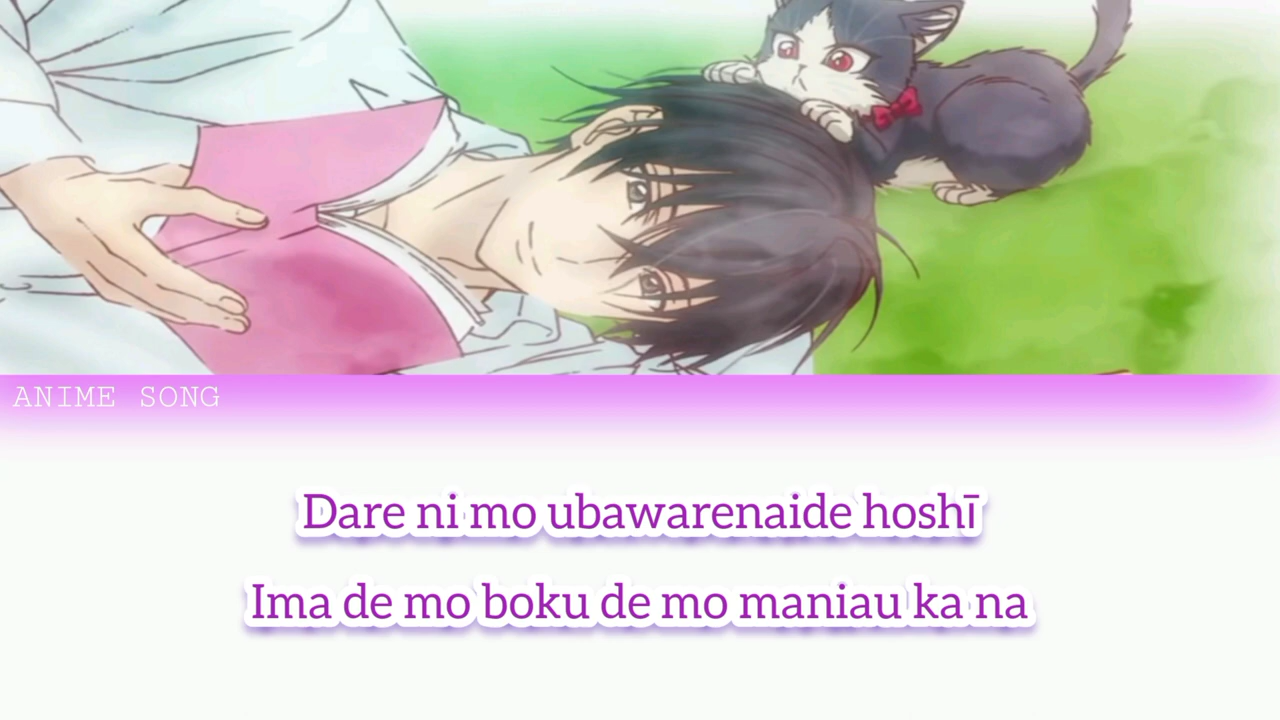 ANIME SONG
Dare ni mo ubawarenaide hoshī
Ima de mo boku de mo maniau ka na